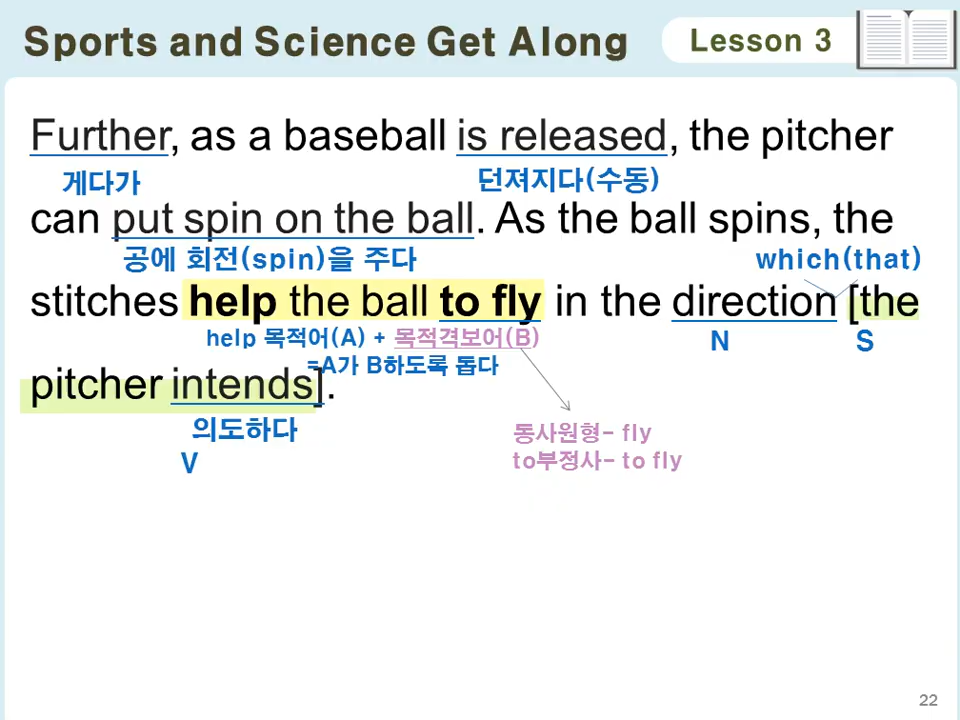 Sports and Science Get Along
Lesson 3
Further, as a baseball is released, the pitcher
게다가
던져지다(수동)
can put spin on the ball. As the ball spins, the
공에 회전(spin)을 주다
which(that)
stitches help the ball to fly in the direction [the
help 목적어(A) + 목적격보어(B)
N
S
=A가 B하도록 돕다
pitcher intends].
의도하다
동사원형- fly
V
to부정사- to fly
22